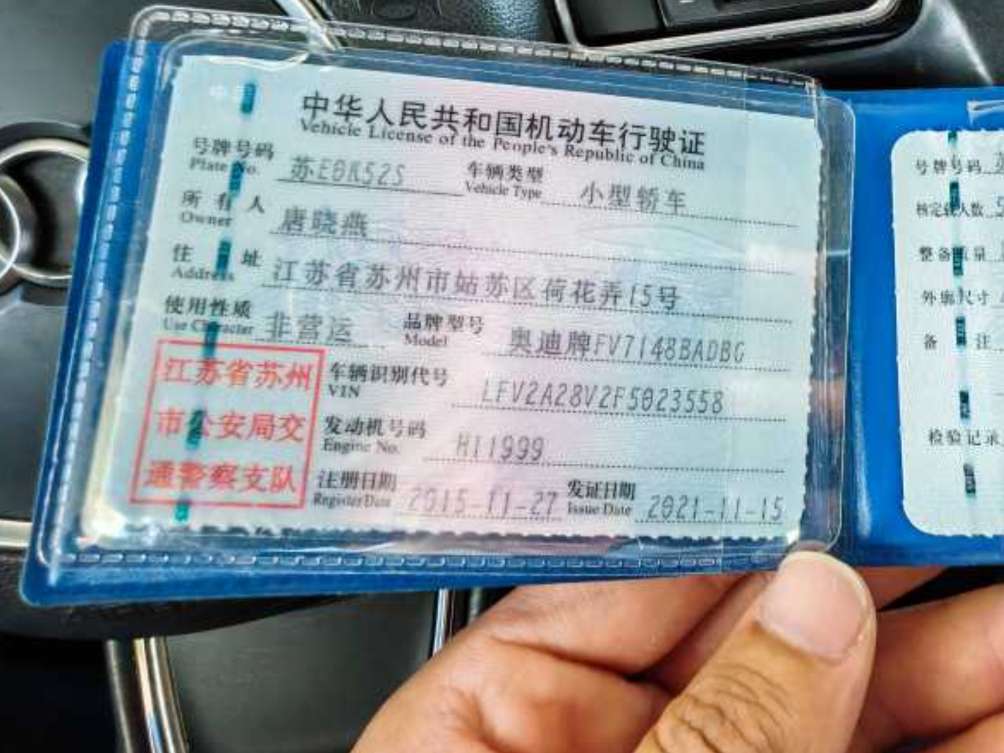 中华人民共和国机动车行驶证
Vehicle License of the People's Republic of China
号牌号码 苏E0K52S 车辆类型 小型轿车
Plate No. Vehicle Type
所有人 唐晓燕
Owner
住址 江苏省苏州市姑苏区荷花弄15号
Address
使用性质 非营运 品牌型号 奥迪牌FV7148BADBG
Use Character Model
江苏省苏州
市公安局交
通警察支队
车辆识别代号 LFV2A28V2F5023558
VIN
发动机号码 H11999
Engine No.
注册日期 2015-11-27 发证日期 2021-11-15
Register Date Issue Date
号牌号码
核定载人数
整备质量
外廓尺寸
备注
检验记录